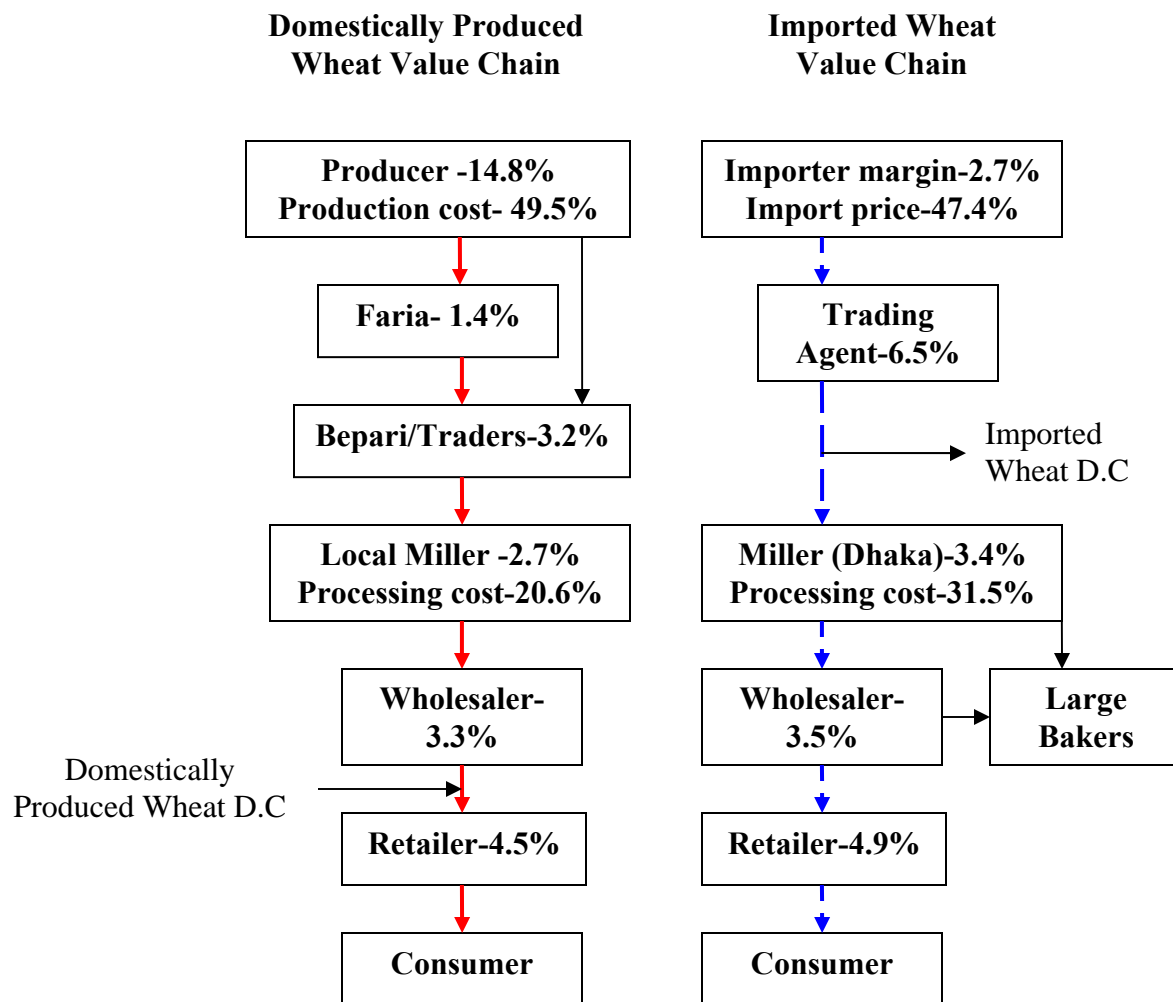 Domestically Produced
Wheat Value Chain
Imported Wheat
Value Chain
Producer -14.8%
Production cost- 49.5%
Importer margin-2.7%
Import price-47.4%
Faria- 1.4%
Trading
Agent-6.5%
Bepari/Traders-3.2%
Imported
Wheat D.C
Local Miller -2.7%
Processing cost-20.6%
Miller (Dhaka)-3.4%
Processing cost-31.5%
Wholesaler-
3.3%
Wholesaler-
3.5%
Large
Bakers
Domestically
Produced Wheat D.C
Retailer-4.5%
Retailer-4.9%
Consumer
Consumer